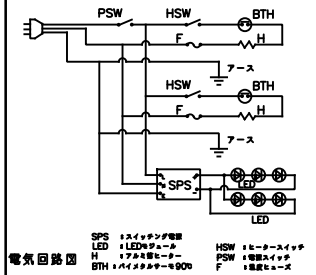 PSW
HSW
BTH
F
H
アース
HSW
BTH
F
H
アース
SPS
LED
LED
電気回路図
SPS :スイッチング電源
LED :LEDモジュール
H :アルミ箔ヒーター
BTH :バイメタルサーモ90℃
HSW :ヒータースイッチ
PSW :電源スイッチ
F :温度ヒューズ